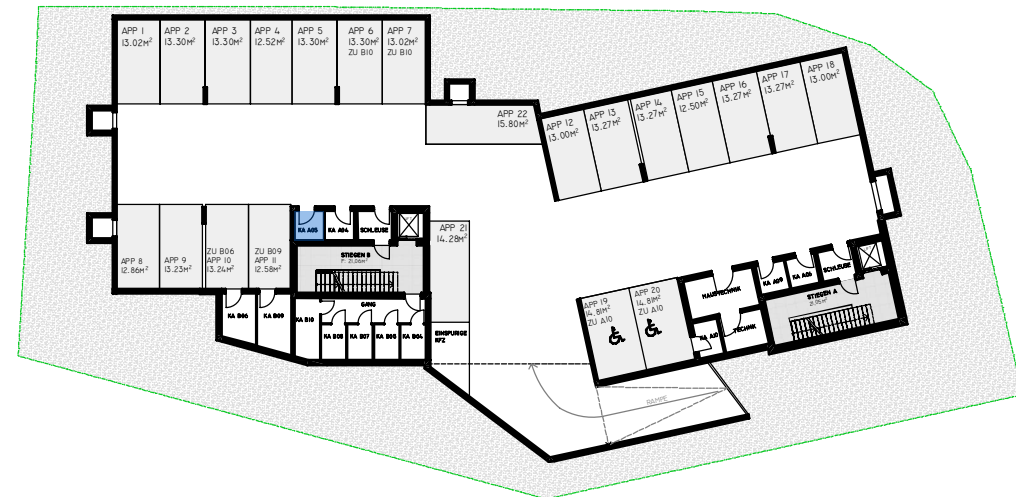 APP 1
13.02M²
APP 2
13.30M²
APP 3
13.30M²
APP 4
12.52M²
APP 5
13.30M²
APP 6
13.30M²
ZU B10
APP 7
13.02M²
ZU B10
APP 22
15.80M²
APP 12
13.00M²
APP 13
13.27M²
APP 14
13.27M²
APP 15
12.50M²
APP 16
13.27M²
APP 17
13.27M²
APP 18
13.00M²
APP 8
12.86M²
APP 9
13.23M²
ZU B06
APP 10
13.24M²
ZU B09
APP 11
12.58M²
KA A05
KA A04
SCHLEUSE
STIEGEN B
F: 21,06m²
APP 21
14.28M²
KA B06
KA B09
KA B10
GANG
KA B08
KA B07
KA B05
KA B04
EINSPURIGE
KFZ
APP 19
14.81M²
ZU A10
APP 20
14.81M²
ZU A10
HAUSTECHNIK
KA A09
KA A06
SCHLEUSE
STIEGEN A
KA A10
TECHNIK
RAMPE